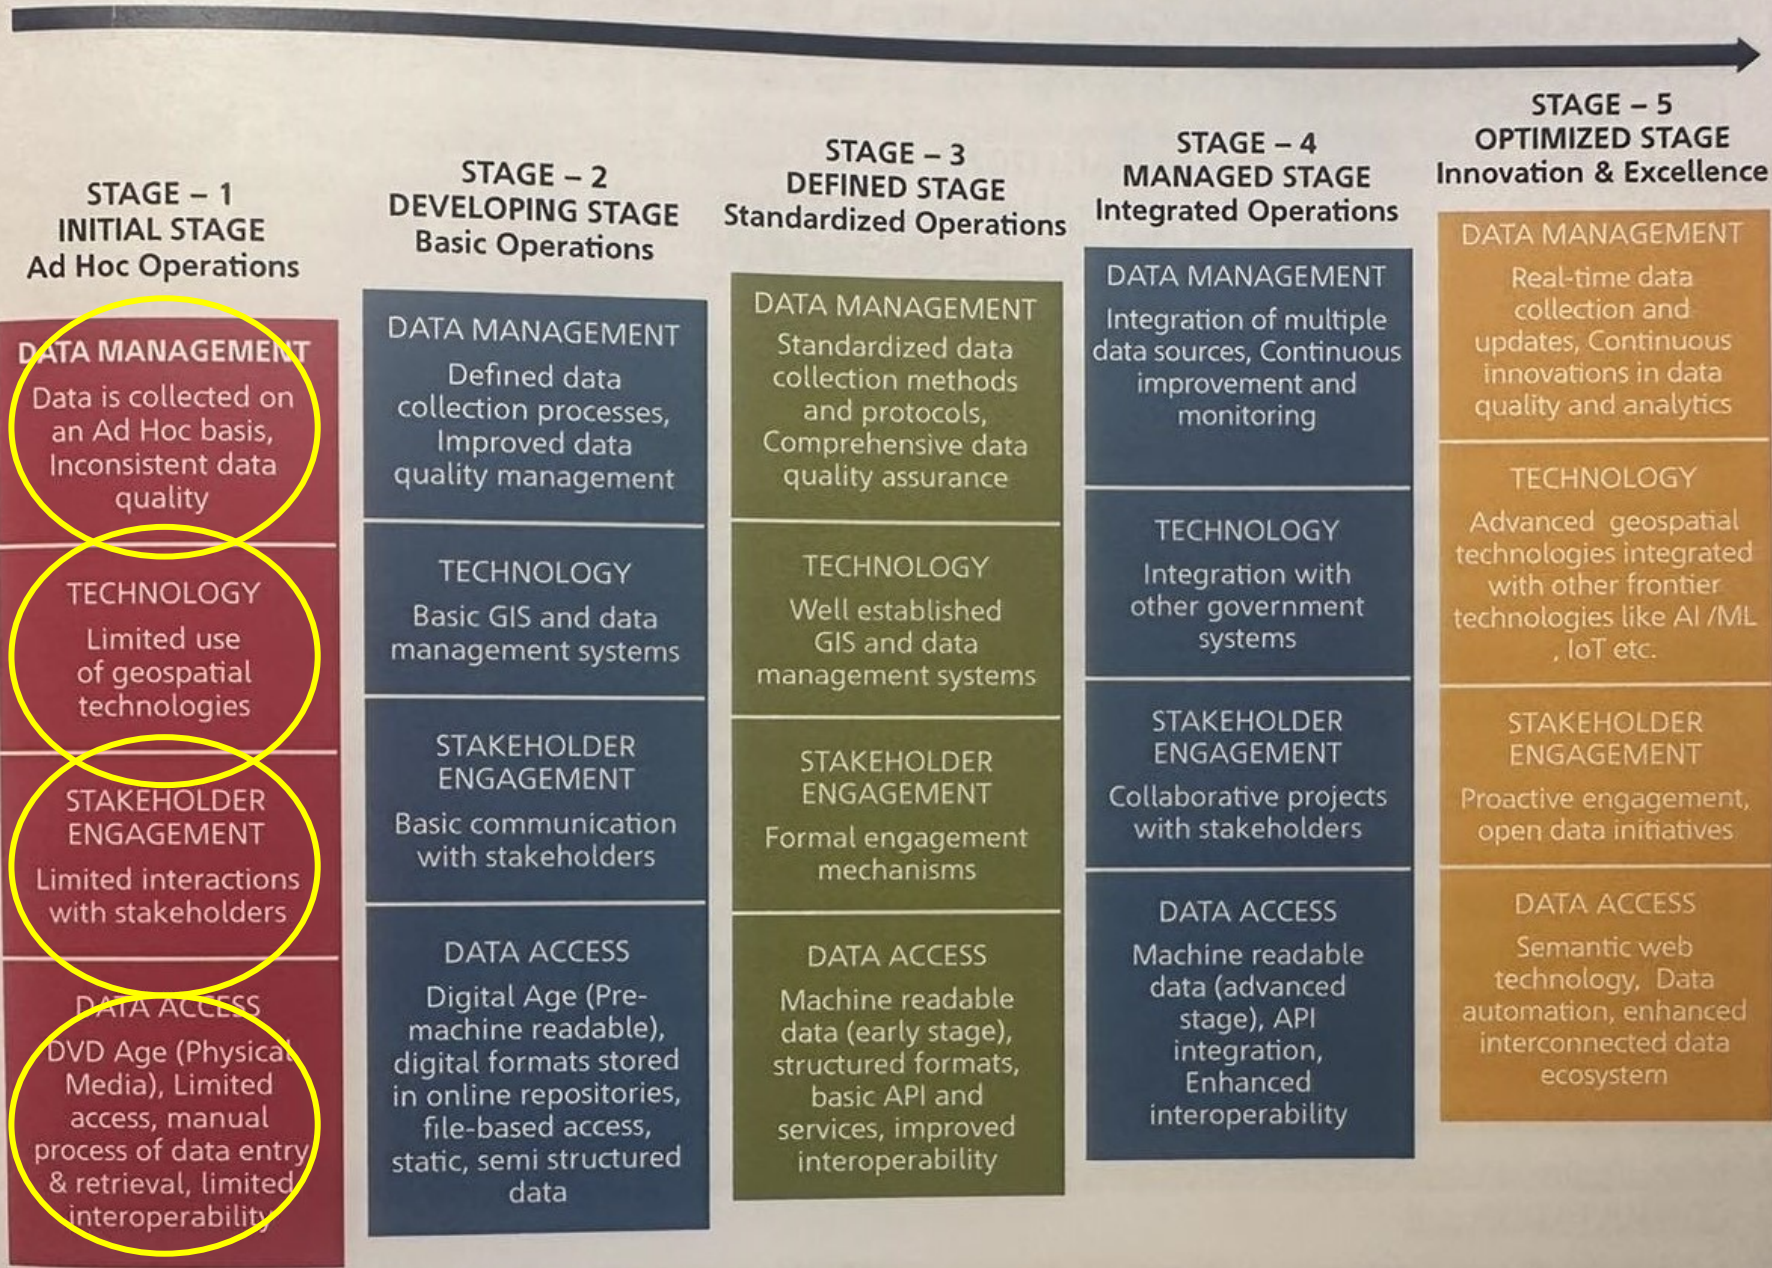 STAGE – 1
INITIAL STAGE
Ad Hoc Operations
DATA MANAGEMENT
Data is collected on
an Ad Hoc basis,
Inconsistent data
quality
TECHNOLOGY
Limited use
of geospatial
technologies
STAKEHOLDER
ENGAGEMENT
Limited interactions
with stakeholders
DATA ACCESS
DVD Age (Physical
Media), Limited
access, manual
process of data entry
& retrieval, limited
interoperability
STAGE – 2
DEVELOPING STAGE
Basic Operations
DATA MANAGEMENT
Defined data
collection processes,
Improved data
quality management
TECHNOLOGY
Basic GIS and data
management systems
STAKEHOLDER
ENGAGEMENT
Basic communication
with stakeholders
DATA ACCESS
Digital Age (Pre-
machine readable),
digital formats stored
in online repositories,
file-based access,
static, semi structured
data
STAGE – 3
DEFINED STAGE
Standardized Operations
DATA MANAGEMENT
Standardized data
collection methods
and protocols,
Comprehensive data
quality assurance
TECHNOLOGY
Well established
GIS and data
management systems
STAKEHOLDER
ENGAGEMENT
Formal engagement
mechanisms
DATA ACCESS
Machine readable
data (early stage),
structured formats,
basic API and
services, improved
interoperability
STAGE – 4
MANAGED STAGE
Integrated Operations
DATA MANAGEMENT
Integration of multiple
data sources, Continuous
improvement and
monitoring
TECHNOLOGY
Integration with
other government
systems
STAKEHOLDER
ENGAGEMENT
Collaborative projects
with stakeholders
DATA ACCESS
Machine readable
data (advanced
stage), API
integration,
Enhanced
interoperability
STAGE – 5
OPTIMIZED STAGE
Innovation & Excellence
DATA MANAGEMENT
Real-time data
collection and
updates, Continuous
innovations in data
quality and analytics
TECHNOLOGY
Advanced geospatial
technologies integrated
with other frontier
technologies like AI /ML
, IoT etc.
STAKEHOLDER
ENGAGEMENT
Proactive engagement,
open data initiatives
DATA ACCESS
Semantic web
technology, Data
automation, enhanced
interconnected data
ecosystem